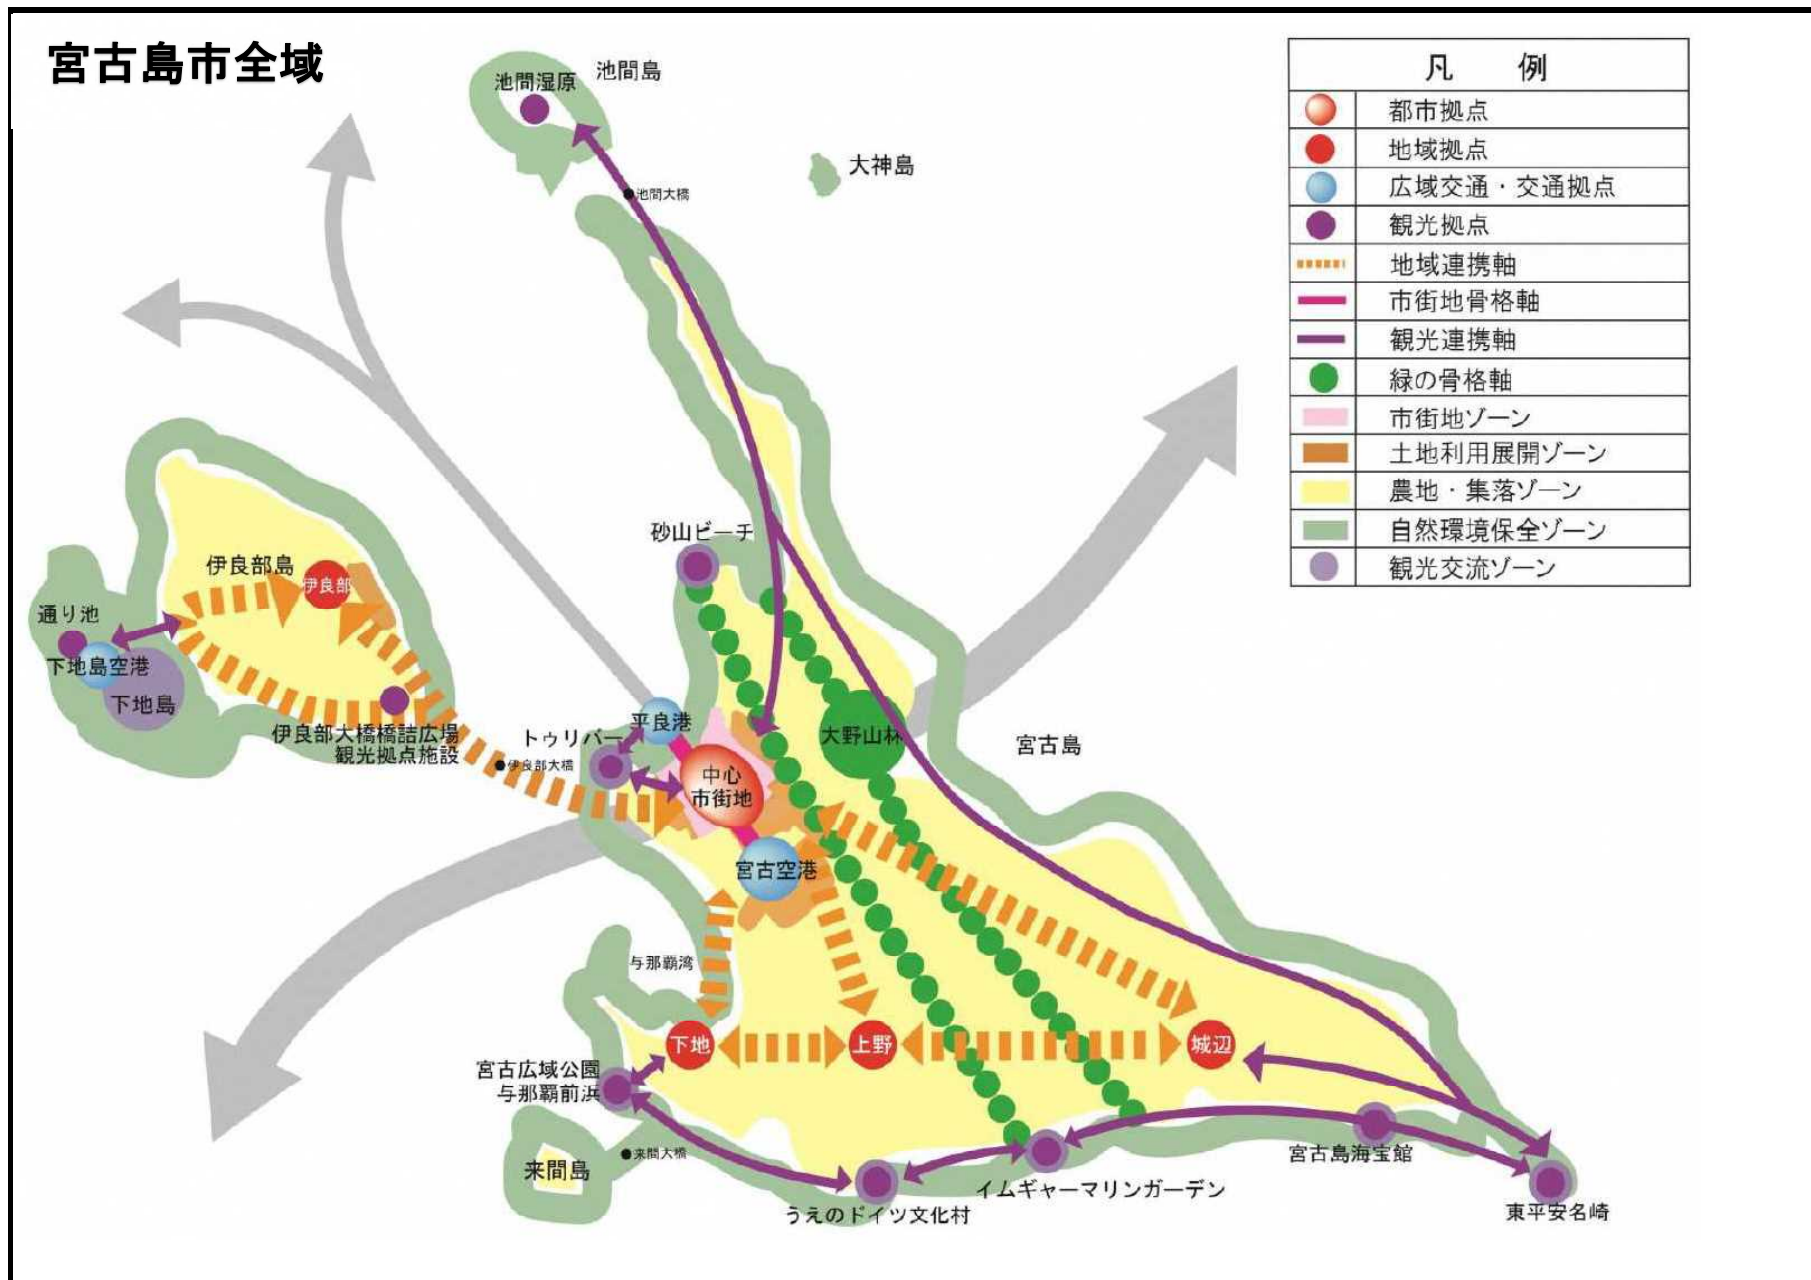 宮古島市全域
池間湿原
池間島
大神島
池間大橋
凡 例
都市拠点
地域拠点
広域交通・交通拠点
観光拠点
地域連携軸
市街地骨格軸
観光連携軸
緑の骨格軸
市街地ゾーン
土地利用展開ゾーン
農地・集落ゾーン
自然環境保全ゾーン
観光交流ゾーン
砂山ビーチ
伊良部島
伊良部
通り池
下地島空港
下地島
伊良部大橋橋詰広場
観光拠点施設
伊良部大橋
トゥリバー
平良港
大野山林
宮古島
中心
市街地
宮古空港
与那覇湾
下地
上野
城辺
宮古広域公園
与那覇前浜
来間大橋
来間島
宮古島海宝館
イムギャーマリンガーデン
うえのドイツ文化村
東平安名崎